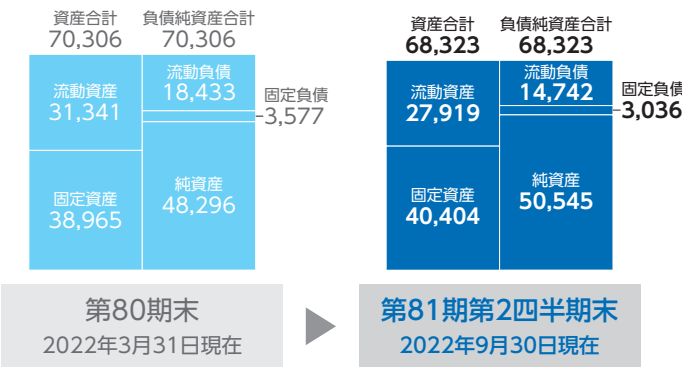 資産合計
70,306
負債純資産合計
70,306
流動資産
31,341
固定資産
38,965
流動負債
18,433
固定負債
3,577
純資産
48,296
第80期末
2022年3月31日現在
資産合計
68,323
負債純資産合計
68,323
流動資産
27,919
固定資産
40,404
流動負債
14,742
固定負債
3,036
純資産
50,545
第81期第2四半期末
2022年9月30日現在